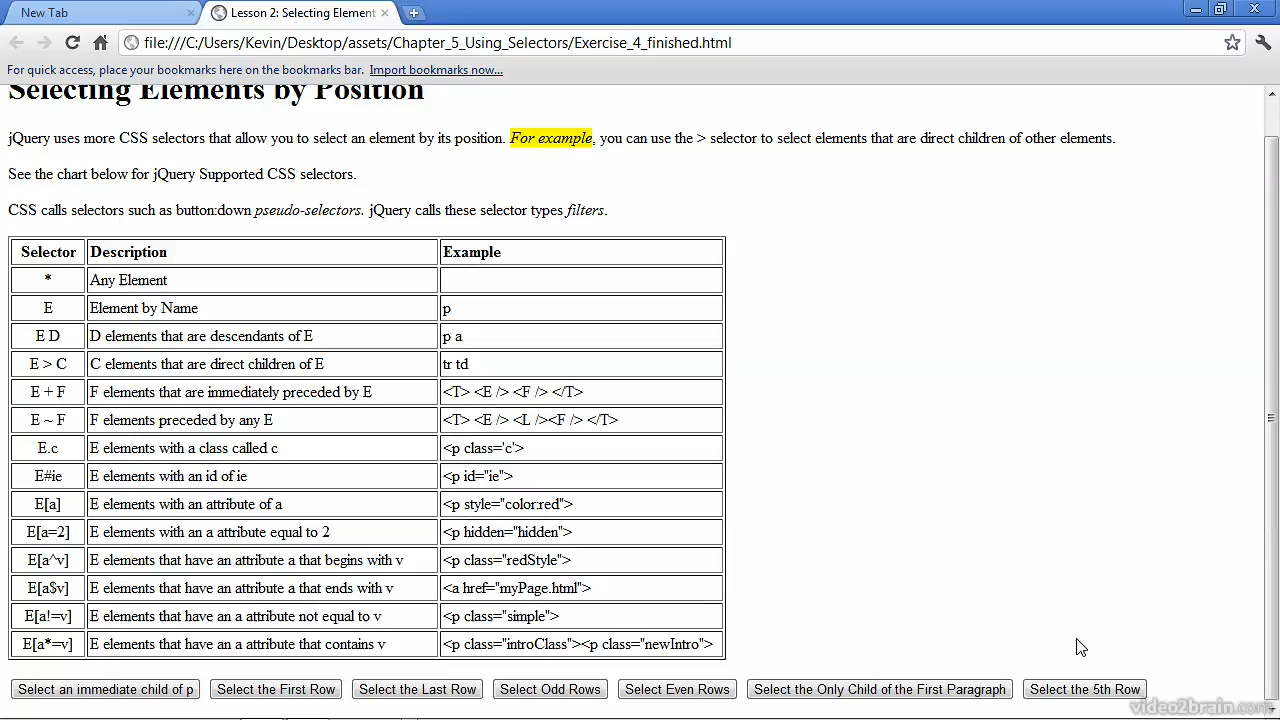 New Tab
Lesson 2: Selecting Element
file:///C:/Users/Kevin/Desktop/assets/Chapter_5_Using_Selectors/Exercise_4_finished.html
For quick access, place your bookmarks here on the bookmarks bar. Import bookmarks now...
Selecting Elements by Position
jQuery uses more CSS selectors that allow you to select an element by its position. For example, you can use the > selector to select elements that are direct children of other elements.
See the chart below for jQuery Supported CSS selectors.
CSS calls selectors such as button:down pseudo-selectors. jQuery calls these selector types filters.
Selector Description Example
* Any Element
E Element by Name p
E D D elements that are descendants of E p a
E > C C elements that are direct children of E tr td
E + F F elements that are immediately preceded by E <T> <E /> <F /> </T>
E ~ F F elements preceded by any E <T> <E /> <L /><F /> </T>
E.c E elements with a class called c <p class='c'>
E#ie E elements with an id of ie <p id="ie">
E[a] E elements with an attribute of a <p style="color:red">
E[a=2] E elements with an a attribute equal to 2 <p hidden="hidden">
E[a^v] E elements that have an attribute a that begins with v <p class="redStyle">
E[a$v] E elements that have an attribute a that ends with v <a href="myPage.html">
E[a!=v] E elements that have an a attribute not equal to v <p class="simple">
E[a*=v] E elements that have an a attribute that contains v <p class="introClass"><p class="newIntro">
Select an immediate child of p Select the First Row Select the Last Row Select Odd Rows Select Even Rows Select the Only Child of the First Paragraph Select the 5th Row
video2brain.com